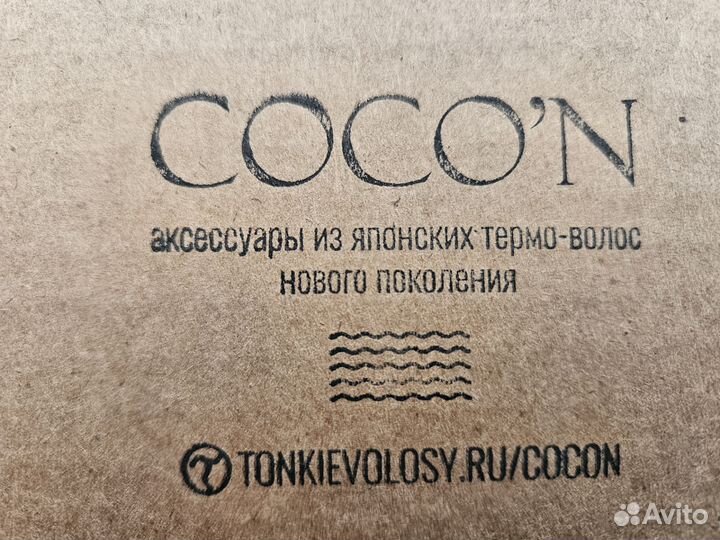 COCO'N
аксессуары из японских термо-волос
нового поколения
TONKIEVOLOSY.RU/COCON
Avito